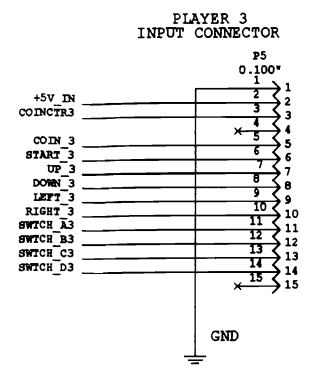 PLAYER 3
INPUT CONNECTOR
P5
0.100"
1 1
+5V_IN 2 2
COINCTR3 3 3
4 4
COIN_3 5 5
START_3 6 6
UP_3 7 7
DOWN_3 8 8
LEFT_3 9 9
RIGHT_3 10 10
SWTCH_A3 11 11
SWTCH_B3 12 12
SWTCH_C3 13 13
SWTCH_D3 14 14
15 15
GND